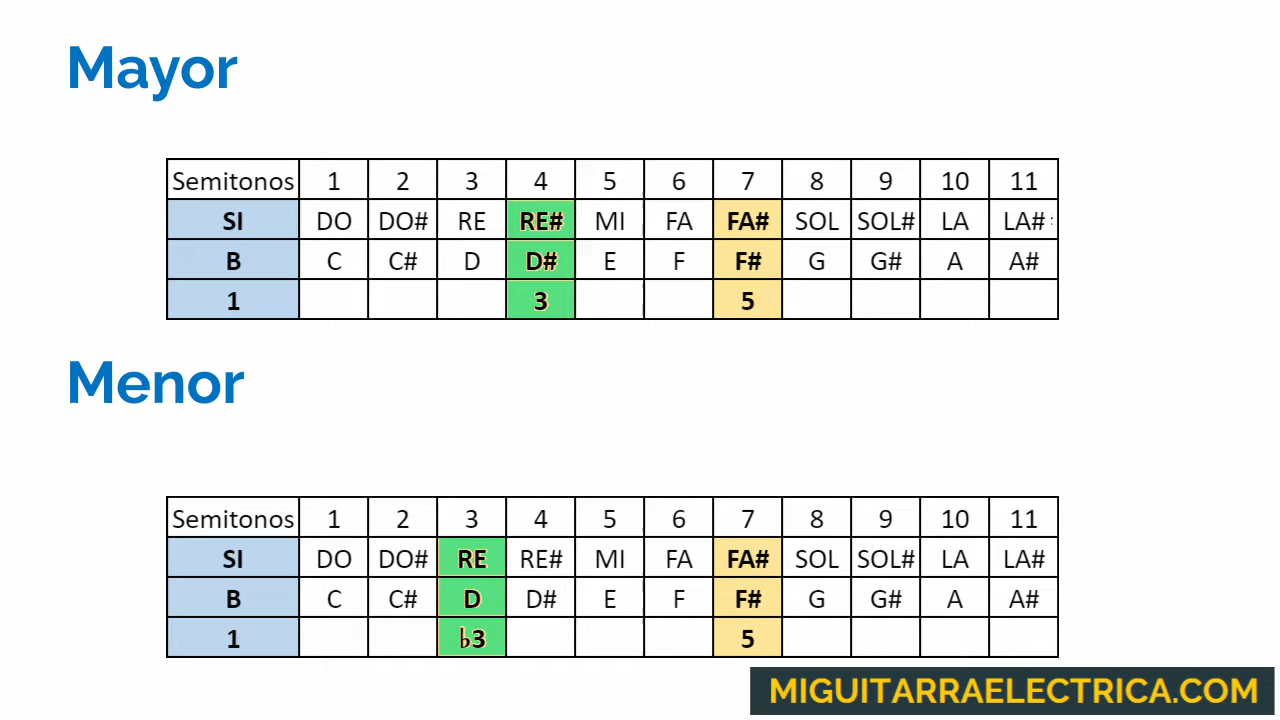 Mayor
Semitonos 1 2 3 4 5 6 7 8 9 10 11
SI DO DO# RE RE# MI FA FA# SOL SOL# LA LA#
B C C# D D# E F F# G G# A A#
1 3 5
Menor
Semitonos 1 2 3 4 5 6 7 8 9 10 11
SI DO DO# RE RE# MI FA FA# SOL SOL# LA LA#
B C C# D D# E F F# G G# A A#
1 ♭3 5
MIGUITARRAELECTRICA.COM